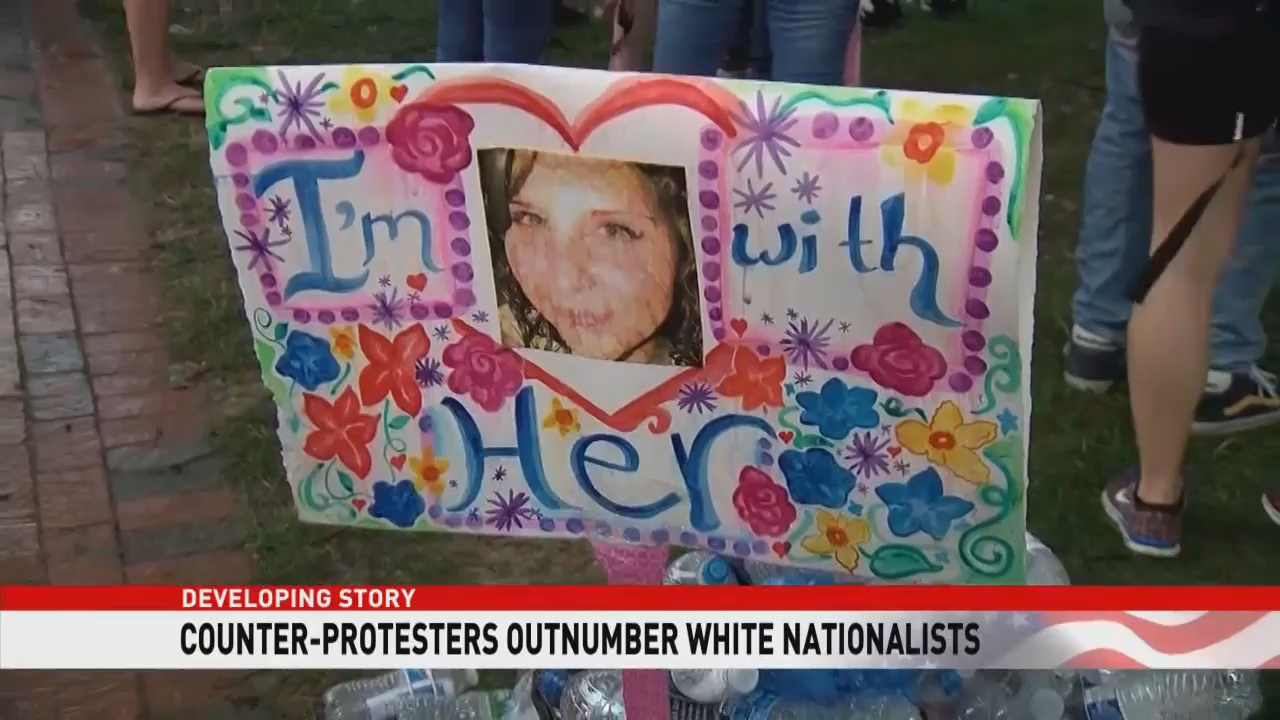 I'm with
Her
DEVELOPING STORY
COUNTER-PROTESTERS OUTNUMBER WHITE NATIONALISTS